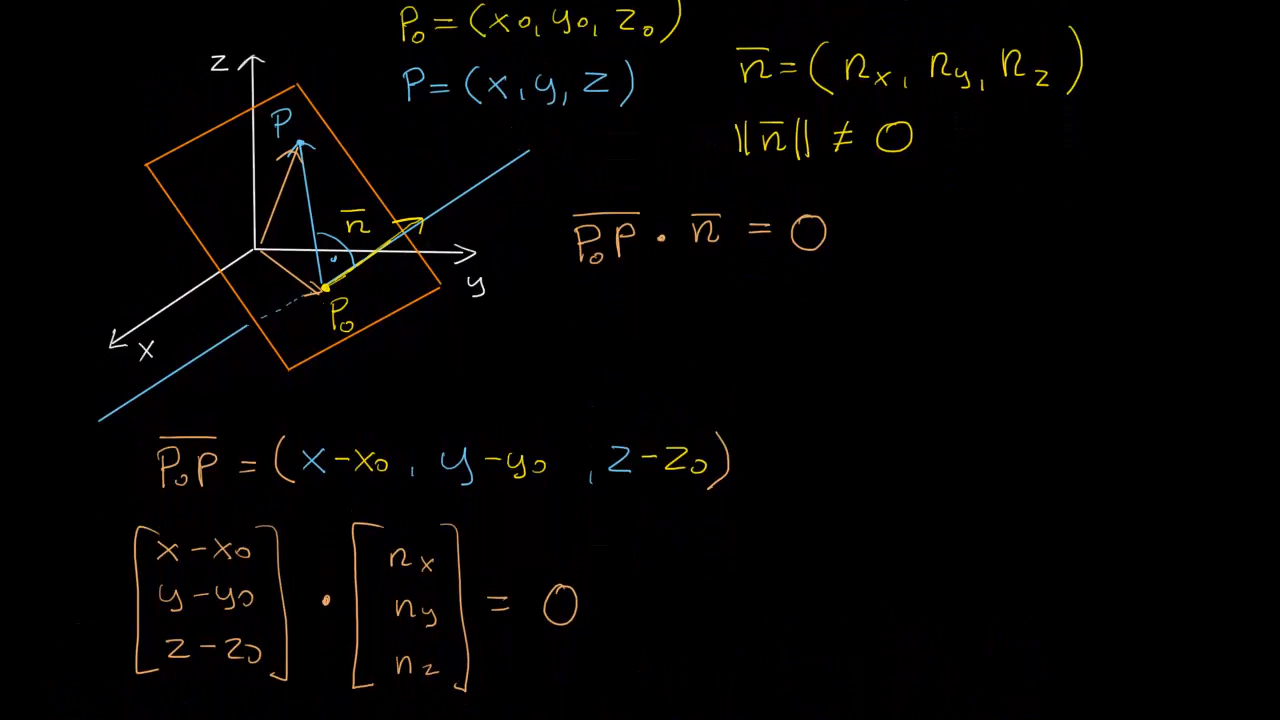 P₀ = (x₀, y₀, z₀)
P = (x, y, z)
n̅ = (nₓ, n_y, n_z)
||n̅|| ≠ 0
z
P
n̅
y
P₀
x
P̅₀P̅ · n̅ = 0
P̅₀P̅ = (x-x₀, y-y₀, z-z₀)
[x-x₀ y-y₀ z-z₀] · [nₓ n_y n_z] = 0